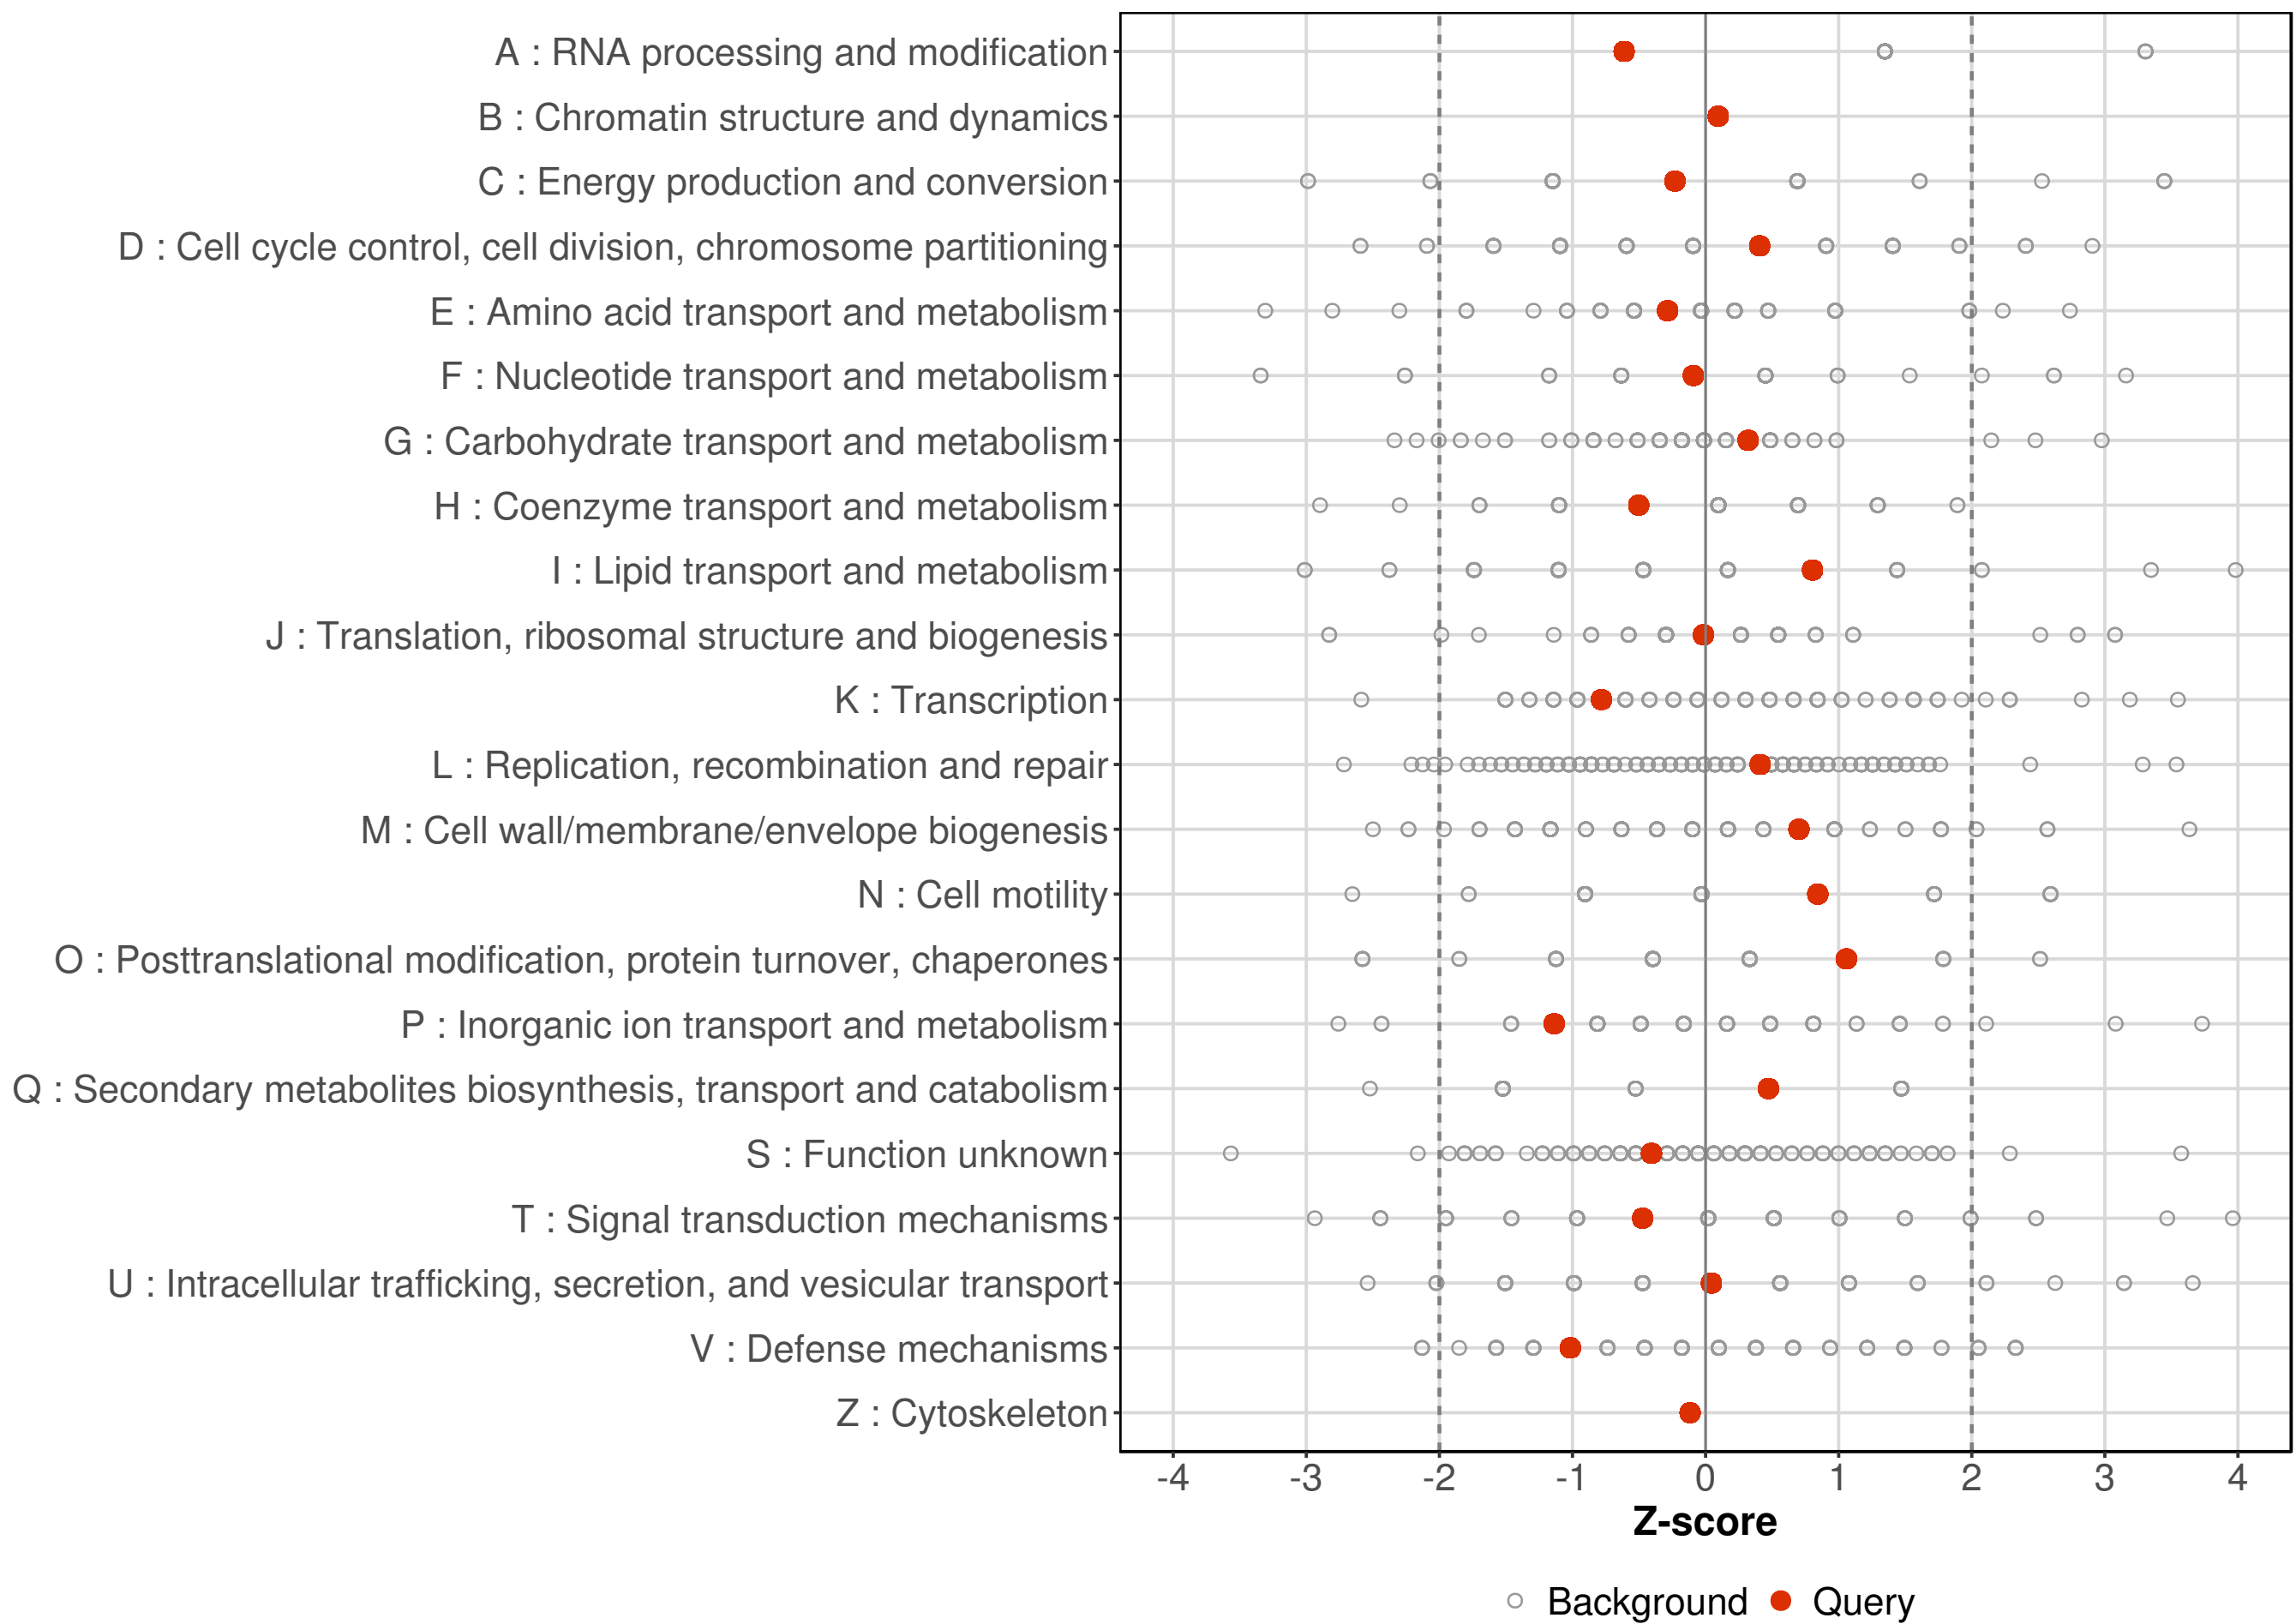 A : RNA processing and modification
B : Chromatin structure and dynamics
C : Energy production and conversion
D : Cell cycle control, cell division, chromosome partitioning
E : Amino acid transport and metabolism
F : Nucleotide transport and metabolism
G : Carbohydrate transport and metabolism
H : Coenzyme transport and metabolism
I : Lipid transport and metabolism
J : Translation, ribosomal structure and biogenesis
K : Transcription
L : Replication, recombination and repair
M : Cell wall/membrane/envelope biogenesis
N : Cell motility
O : Posttranslational modification, protein turnover, chaperones
P : Inorganic ion transport and metabolism
Q : Secondary metabolites biosynthesis, transport and catabolism
S : Function unknown
T : Signal transduction mechanisms
U : Intracellular trafficking, secretion, and vesicular transport
V : Defense mechanisms
Z : Cytoskeleton
-4 -3 -2 -1 0 1 2 3 4
Z-score
Background Query